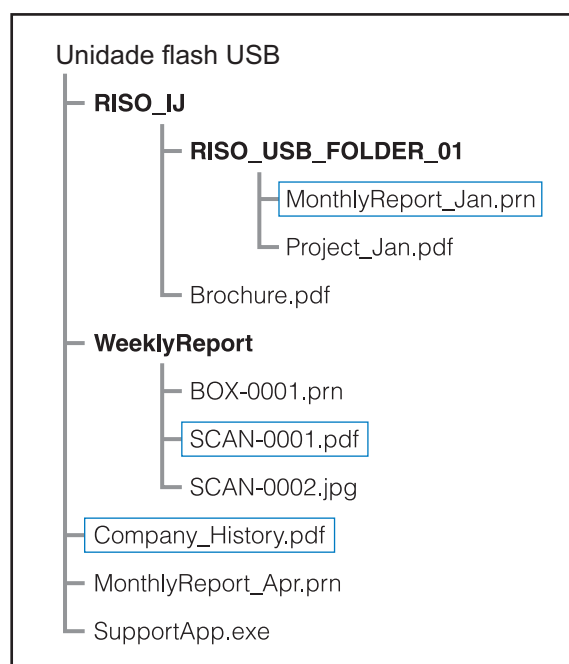 Unidade flash USB
RISO_IJ
RISO_USB_FOLDER_01
MonthlyReport_Jan.prn
Project_Jan.pdf
Brochure.pdf
WeeklyReport
BOX-0001.prn
SCAN-0001.pdf
SCAN-0002.jpg
Company_History.pdf
MonthlyReport_Apr.prn
SupportApp.exe